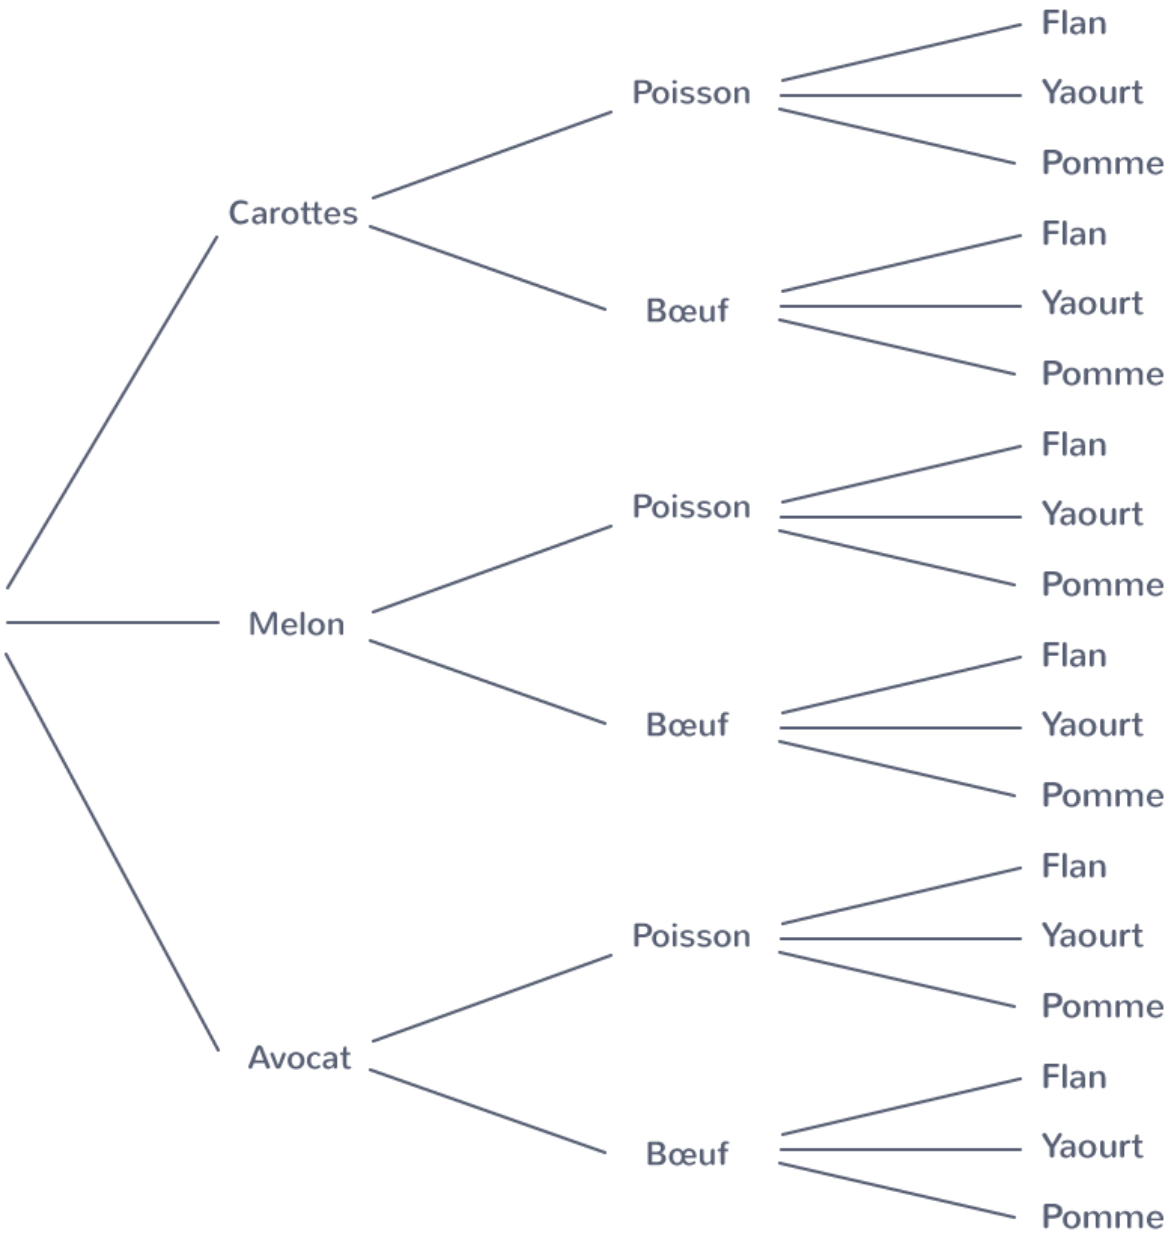 Flan
Poisson
Yaourt
Pomme
Carottes
Flan
Bœuf
Yaourt
Pomme
Flan
Poisson
Yaourt
Pomme
Melon
Flan
Bœuf
Yaourt
Pomme
Flan
Poisson
Yaourt
Pomme
Avocat
Flan
Bœuf
Yaourt
Pomme